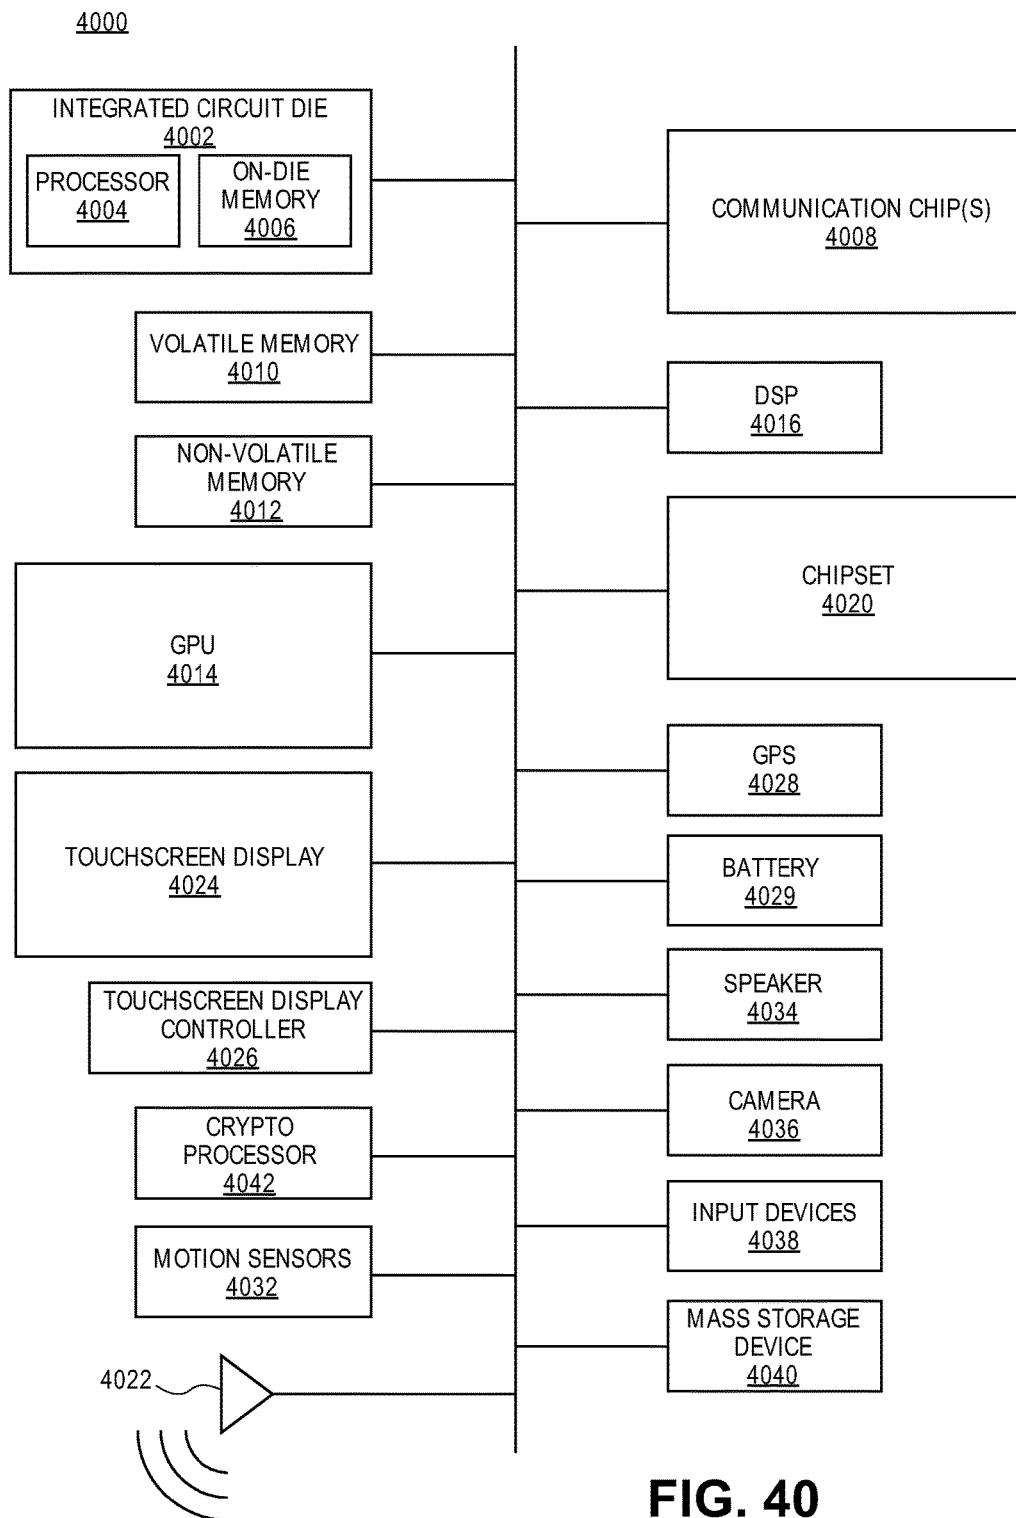 4000
INTEGRATED CIRCUIT DIE
4002
PROCESSOR
4004
ON-DIE
MEMORY
4006
VOLATILE MEMORY
4010
NON-VOLATILE
MEMORY
4012
GPU
4014
TOUCHSCREEN DISPLAY
4024
TOUCHSCREEN DISPLAY
CONTROLLER
4026
CRYPTO
PROCESSOR
4042
MOTION SENSORS
4032
4022
COMMUNICATION CHIP(S)
4008
DSP
4016
CHIPSET
4020
GPS
4028
BATTERY
4029
SPEAKER
4034
CAMERA
4036
INPUT DEVICES
4038
MASS STORAGE
DEVICE
4040
FIG. 40